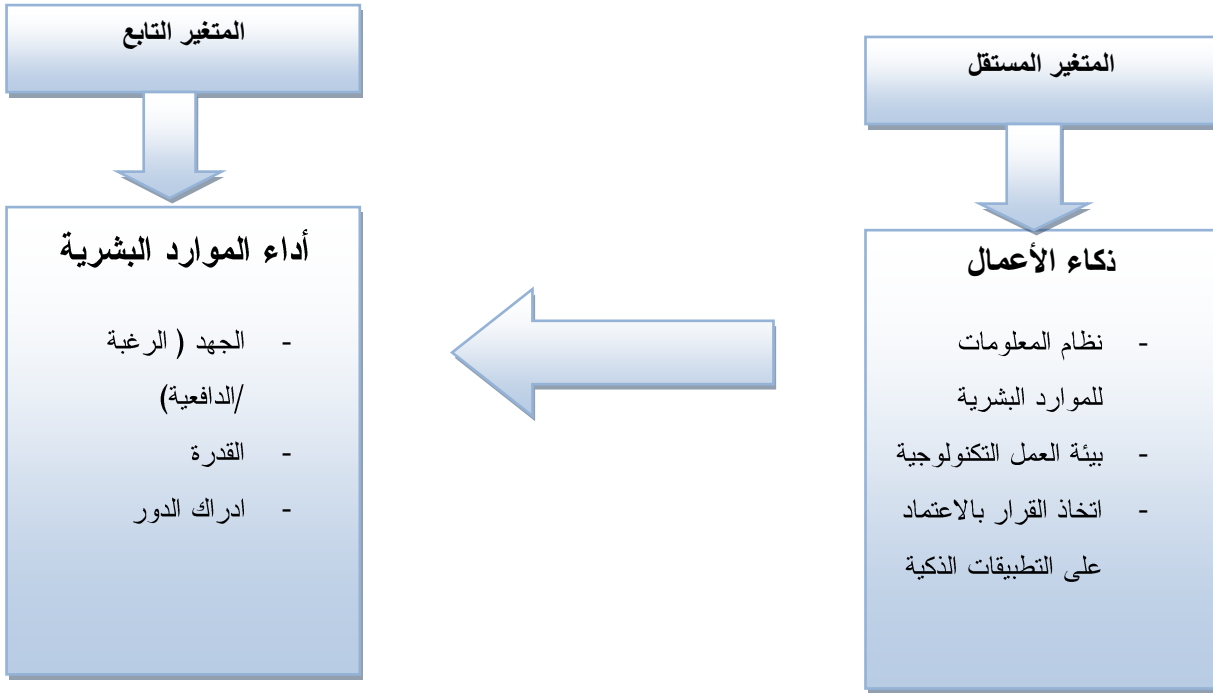 المتغير المستقل
ذكاء الأعمال
- نظام المعلومات
للموارد البشرية
- بيئة العمل التكنولوجية
- اتخاذ القرار بالاعتماد
على التطبيقات الذكية
المتغير التابع
أداء الموارد البشرية
- الجهد ( الرغبة
/الدافعية)
- القدرة
- ادراك الدور